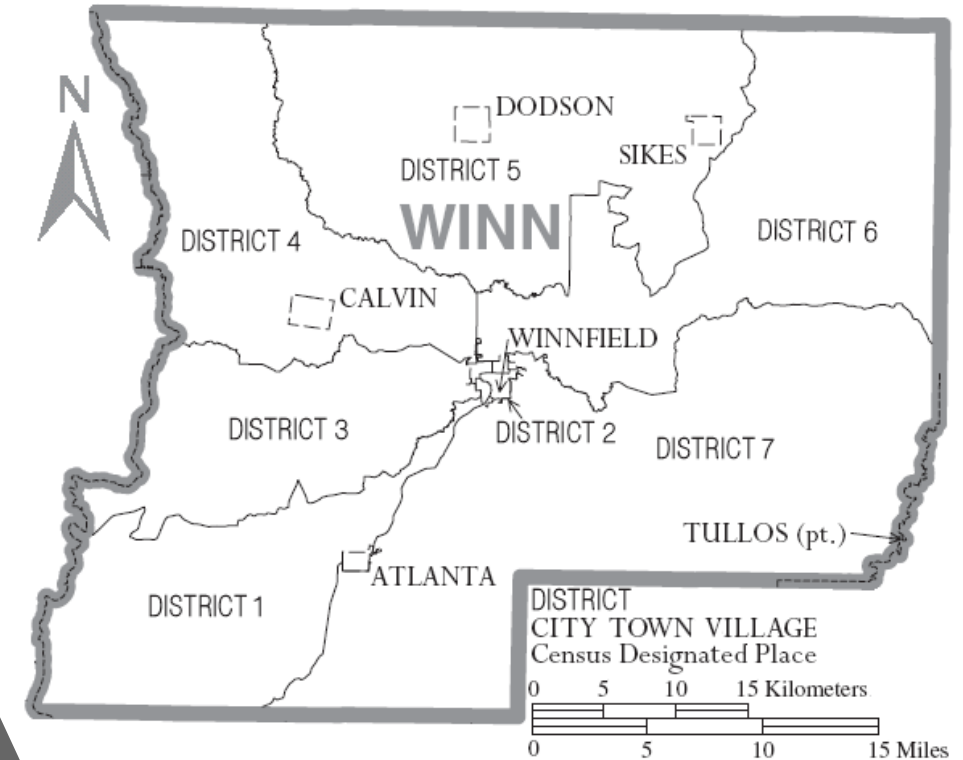 N
DODSON
SIKES
DISTRICT 5
WINN
DISTRICT 4
DISTRICT 6
CALVIN
WINNFIELD
DISTRICT 3
DISTRICT 2
DISTRICT 7
TULLOS (pt.)
ATLANTA
DISTRICT 1
DISTRICT
CITY TOWN VILLAGE
Census Designated Place
0 5 10 15 Kilometers
0 5 10 15 Miles